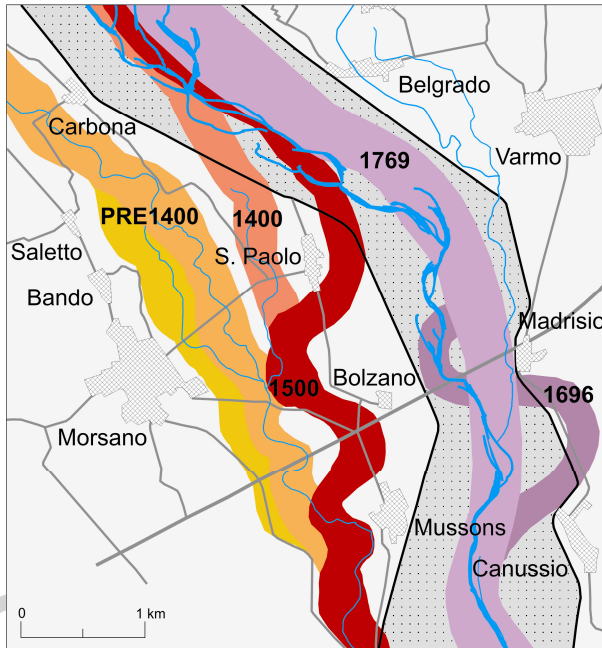 Belgrado
Carbona
Varmo
1769
PRE1400
1400
Saletto
S. Paolo
Bando
Madrisio
Bolzano
1500
1696
Morsano
Mussons
Canussio
0
1 km